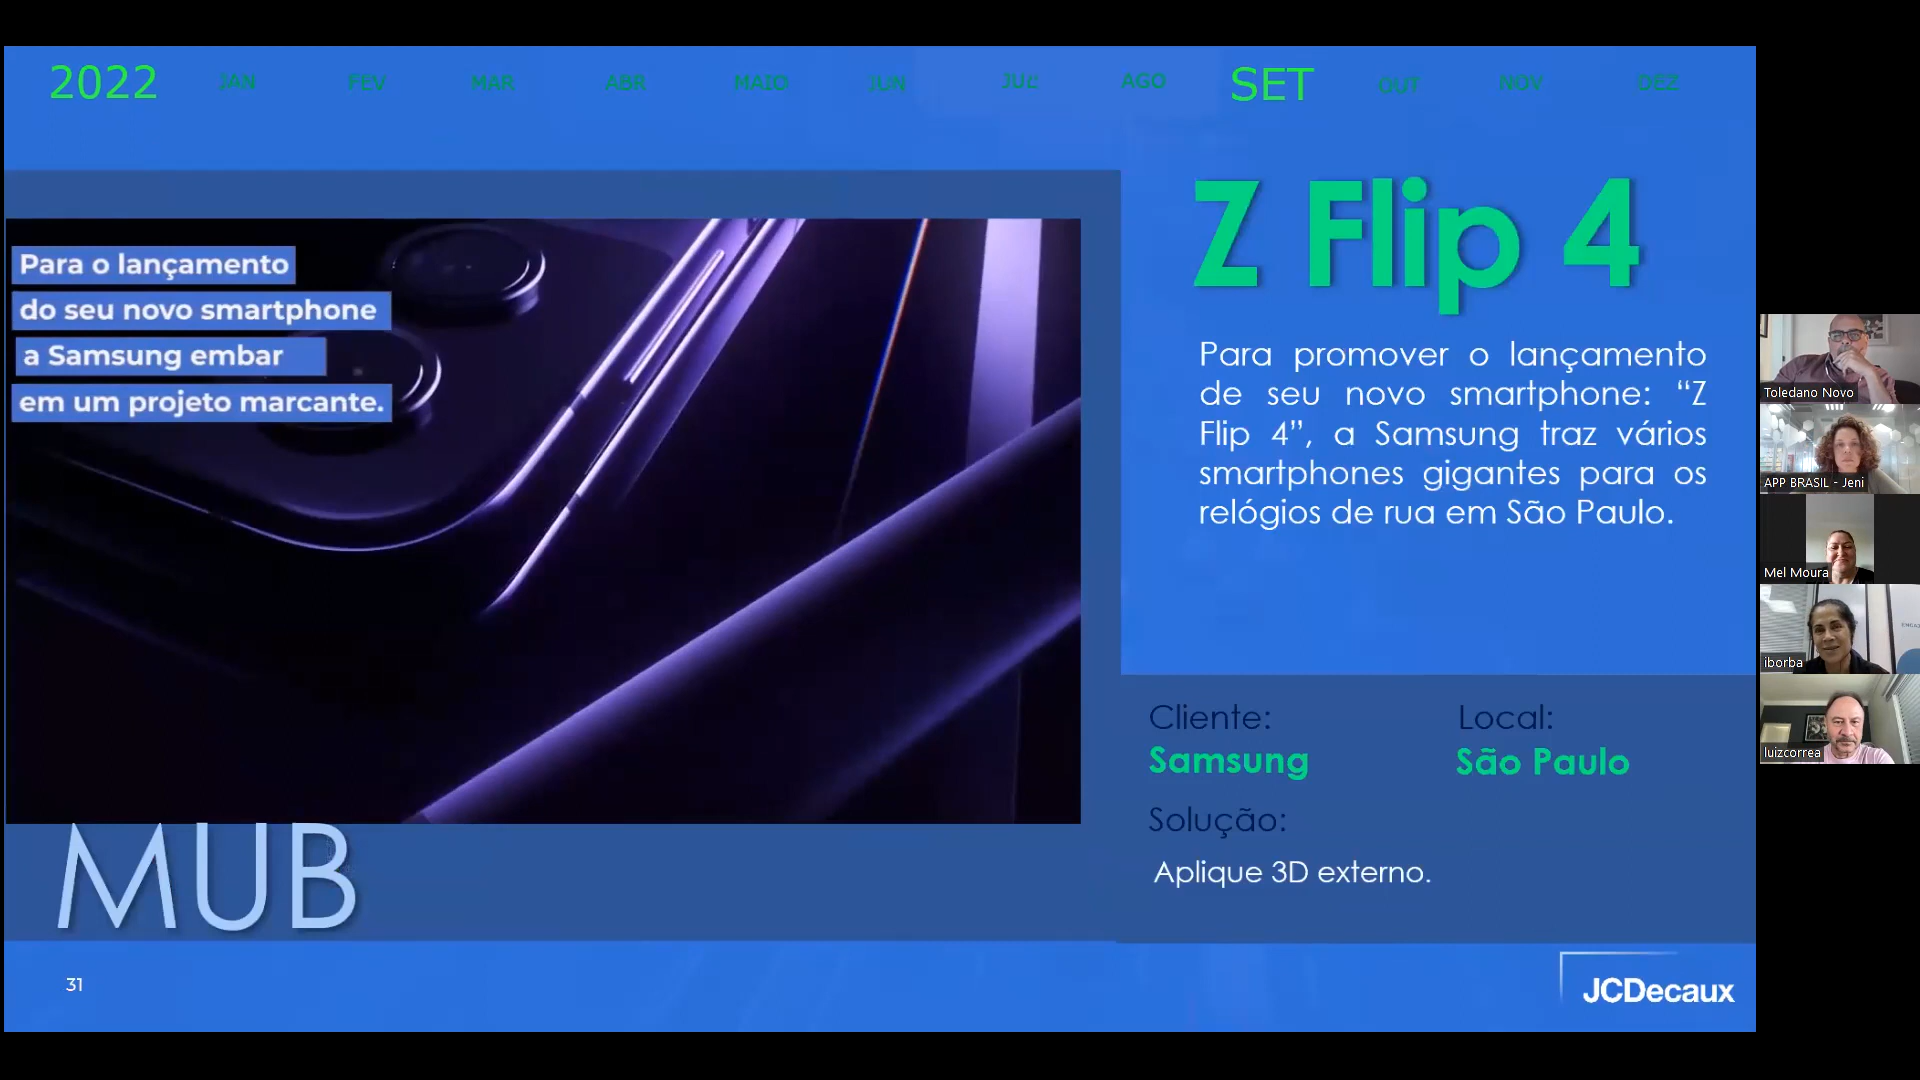 2022 JAN FEV MAR ABR MAIO JUN JUL AGO SET OUT NOV DEZ
Para o lançamento
do seu novo smartphone
a Samsung embar
em um projeto marcante.
MUB
31
Z Flip 4
Para promover o lançamento
de seu novo smartphone: “Z
Flip 4”, a Samsung traz vários
smartphones gigantes para os
relógios de rua em São Paulo.
Cliente:
Samsung
Local:
São Paulo
Solução:
Aplique 3D externo.
JCDecaux
Toledano Novo
APP BRASIL - Jeni
Mel Moura
iborba
luizcorrea